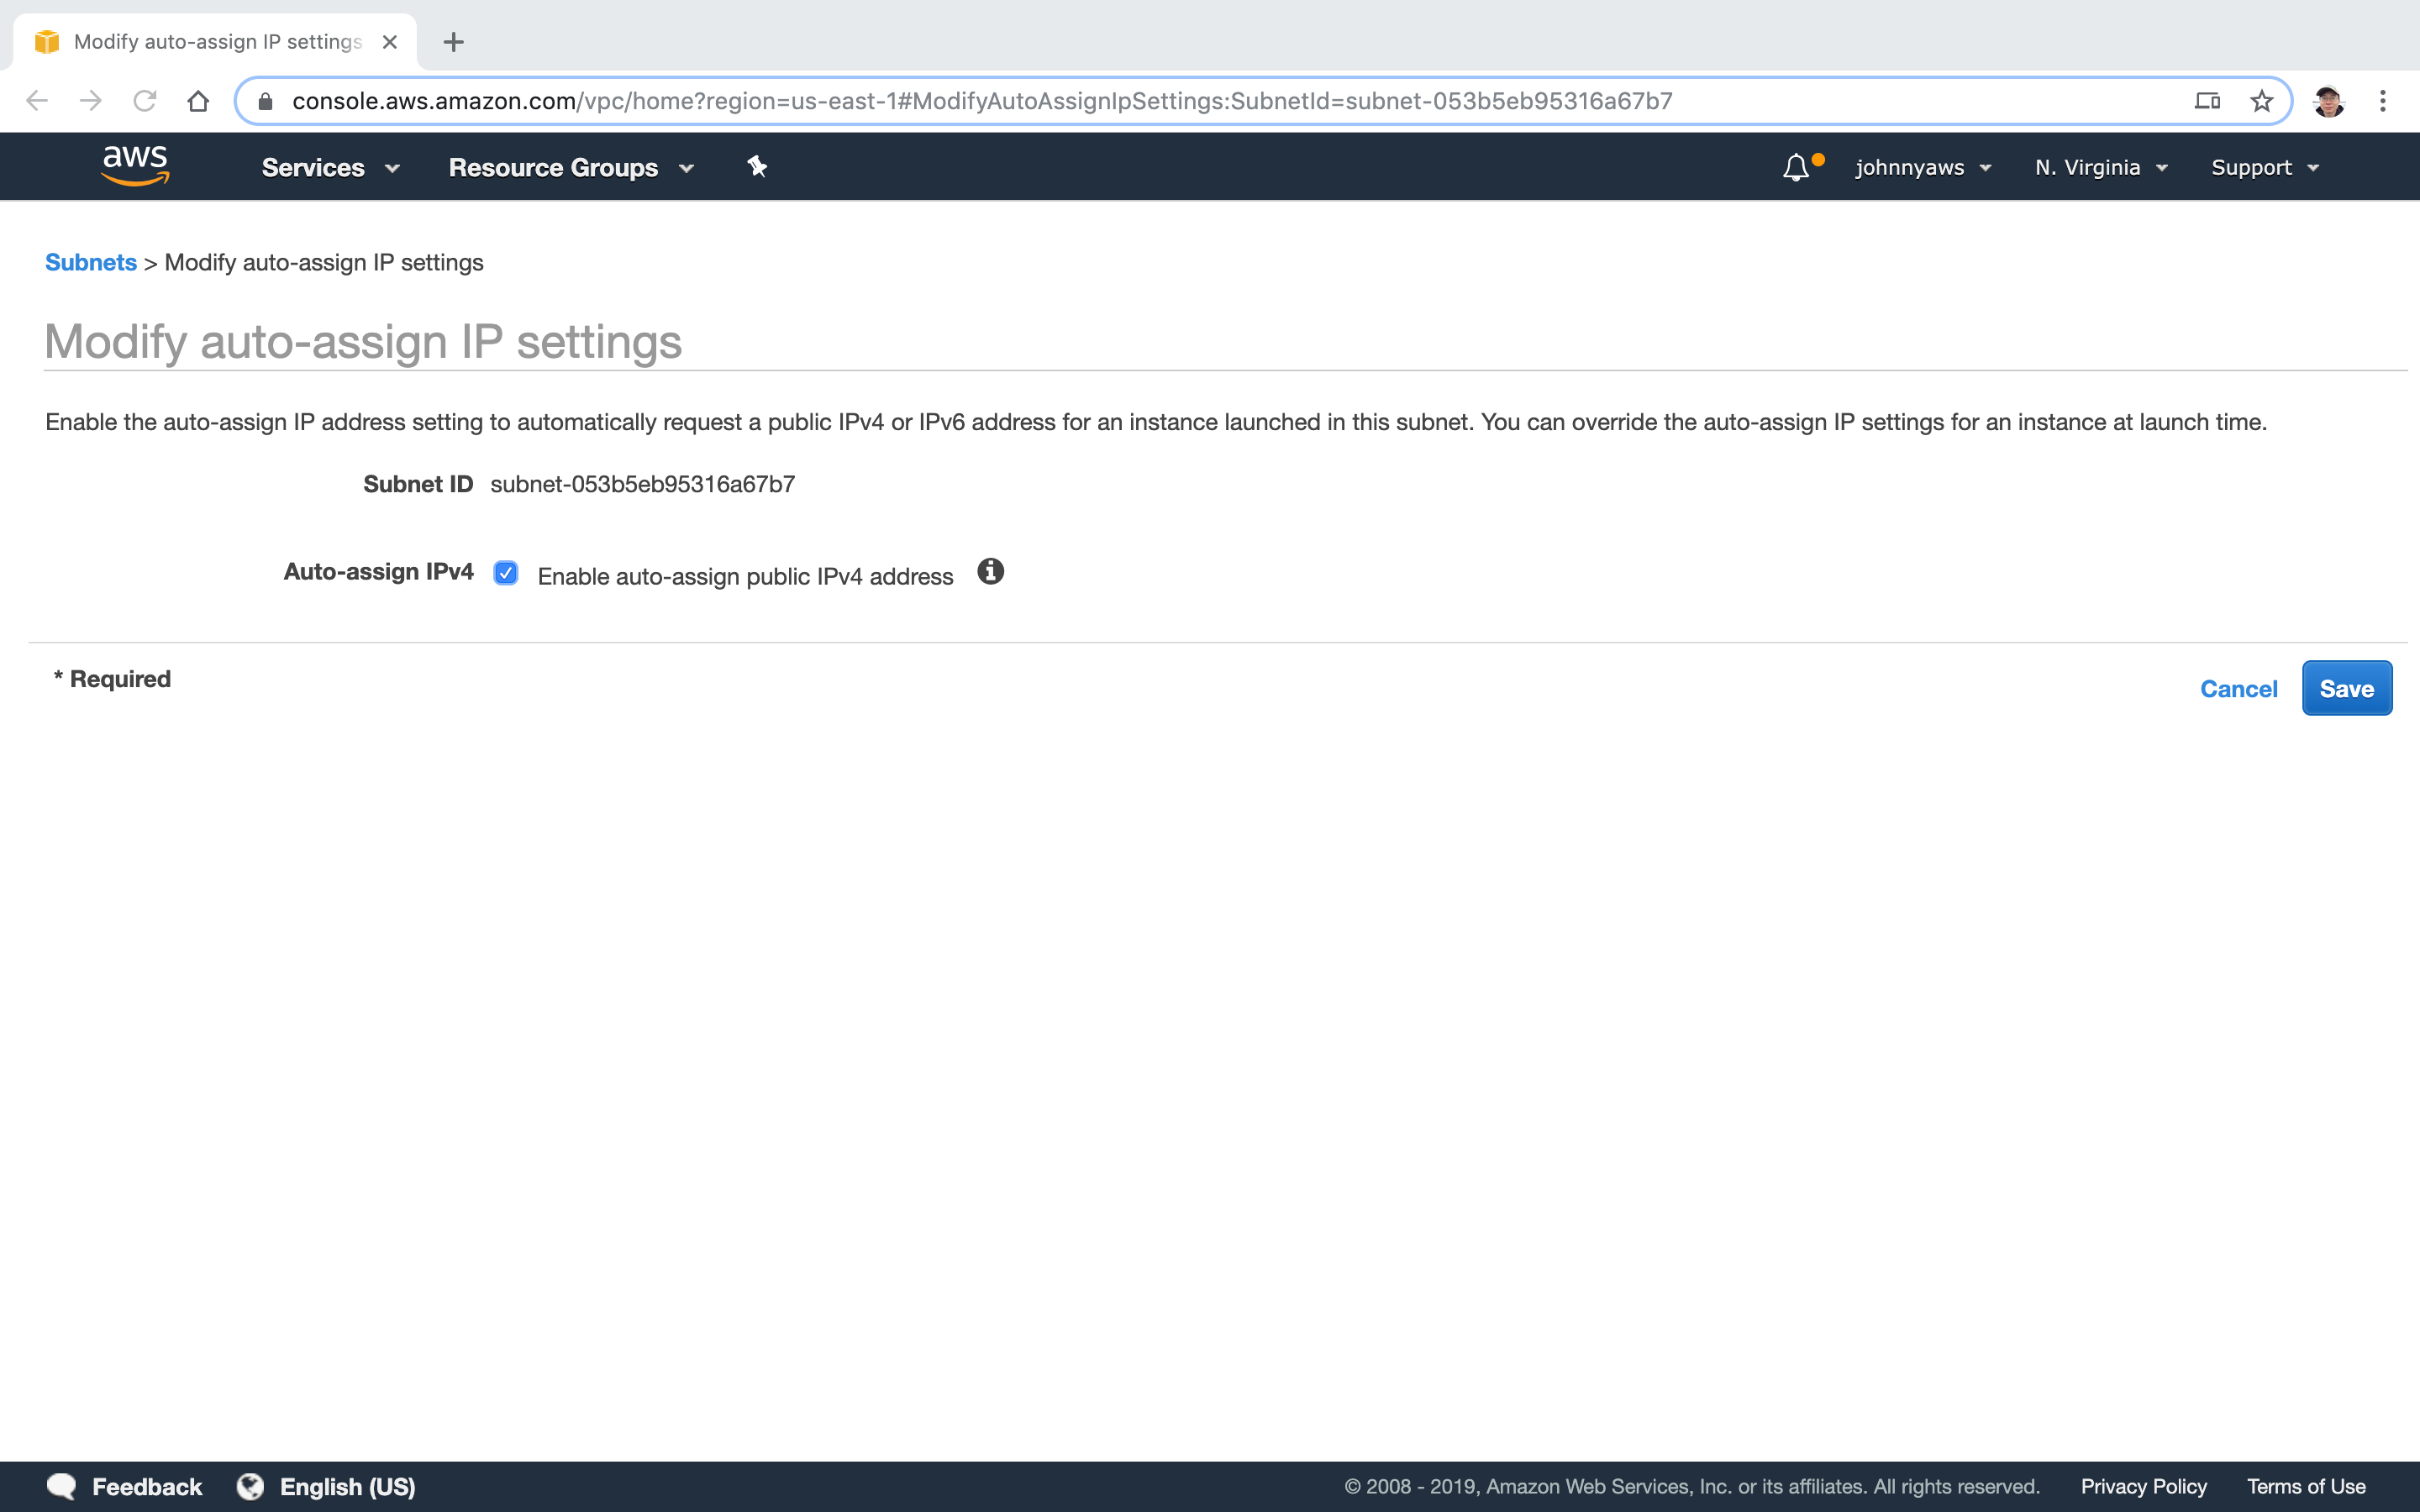 Modify auto-assign IP settings
console.aws.amazon.com/vpc/home?region=us-east-1#ModifyAutoAssignIpSettings:SubnetId=subnet-053b5eb95316a67b7
aws Services Resource Groups johnnyaws N. Virginia Support
Subnets > Modify auto-assign IP settings
Modify auto-assign IP settings
Enable the auto-assign IP address setting to automatically request a public IPv4 or IPv6 address for an instance launched in this subnet. You can override the auto-assign IP settings for an instance at launch time.
Subnet ID subnet-053b5eb95316a67b7
Auto-assign IPv4 Enable auto-assign public IPv4 address
* Required Cancel Save
Feedback English (US) © 2008 - 2019, Amazon Web Services, Inc. or its affiliates. All rights reserved. Privacy Policy Terms of Use